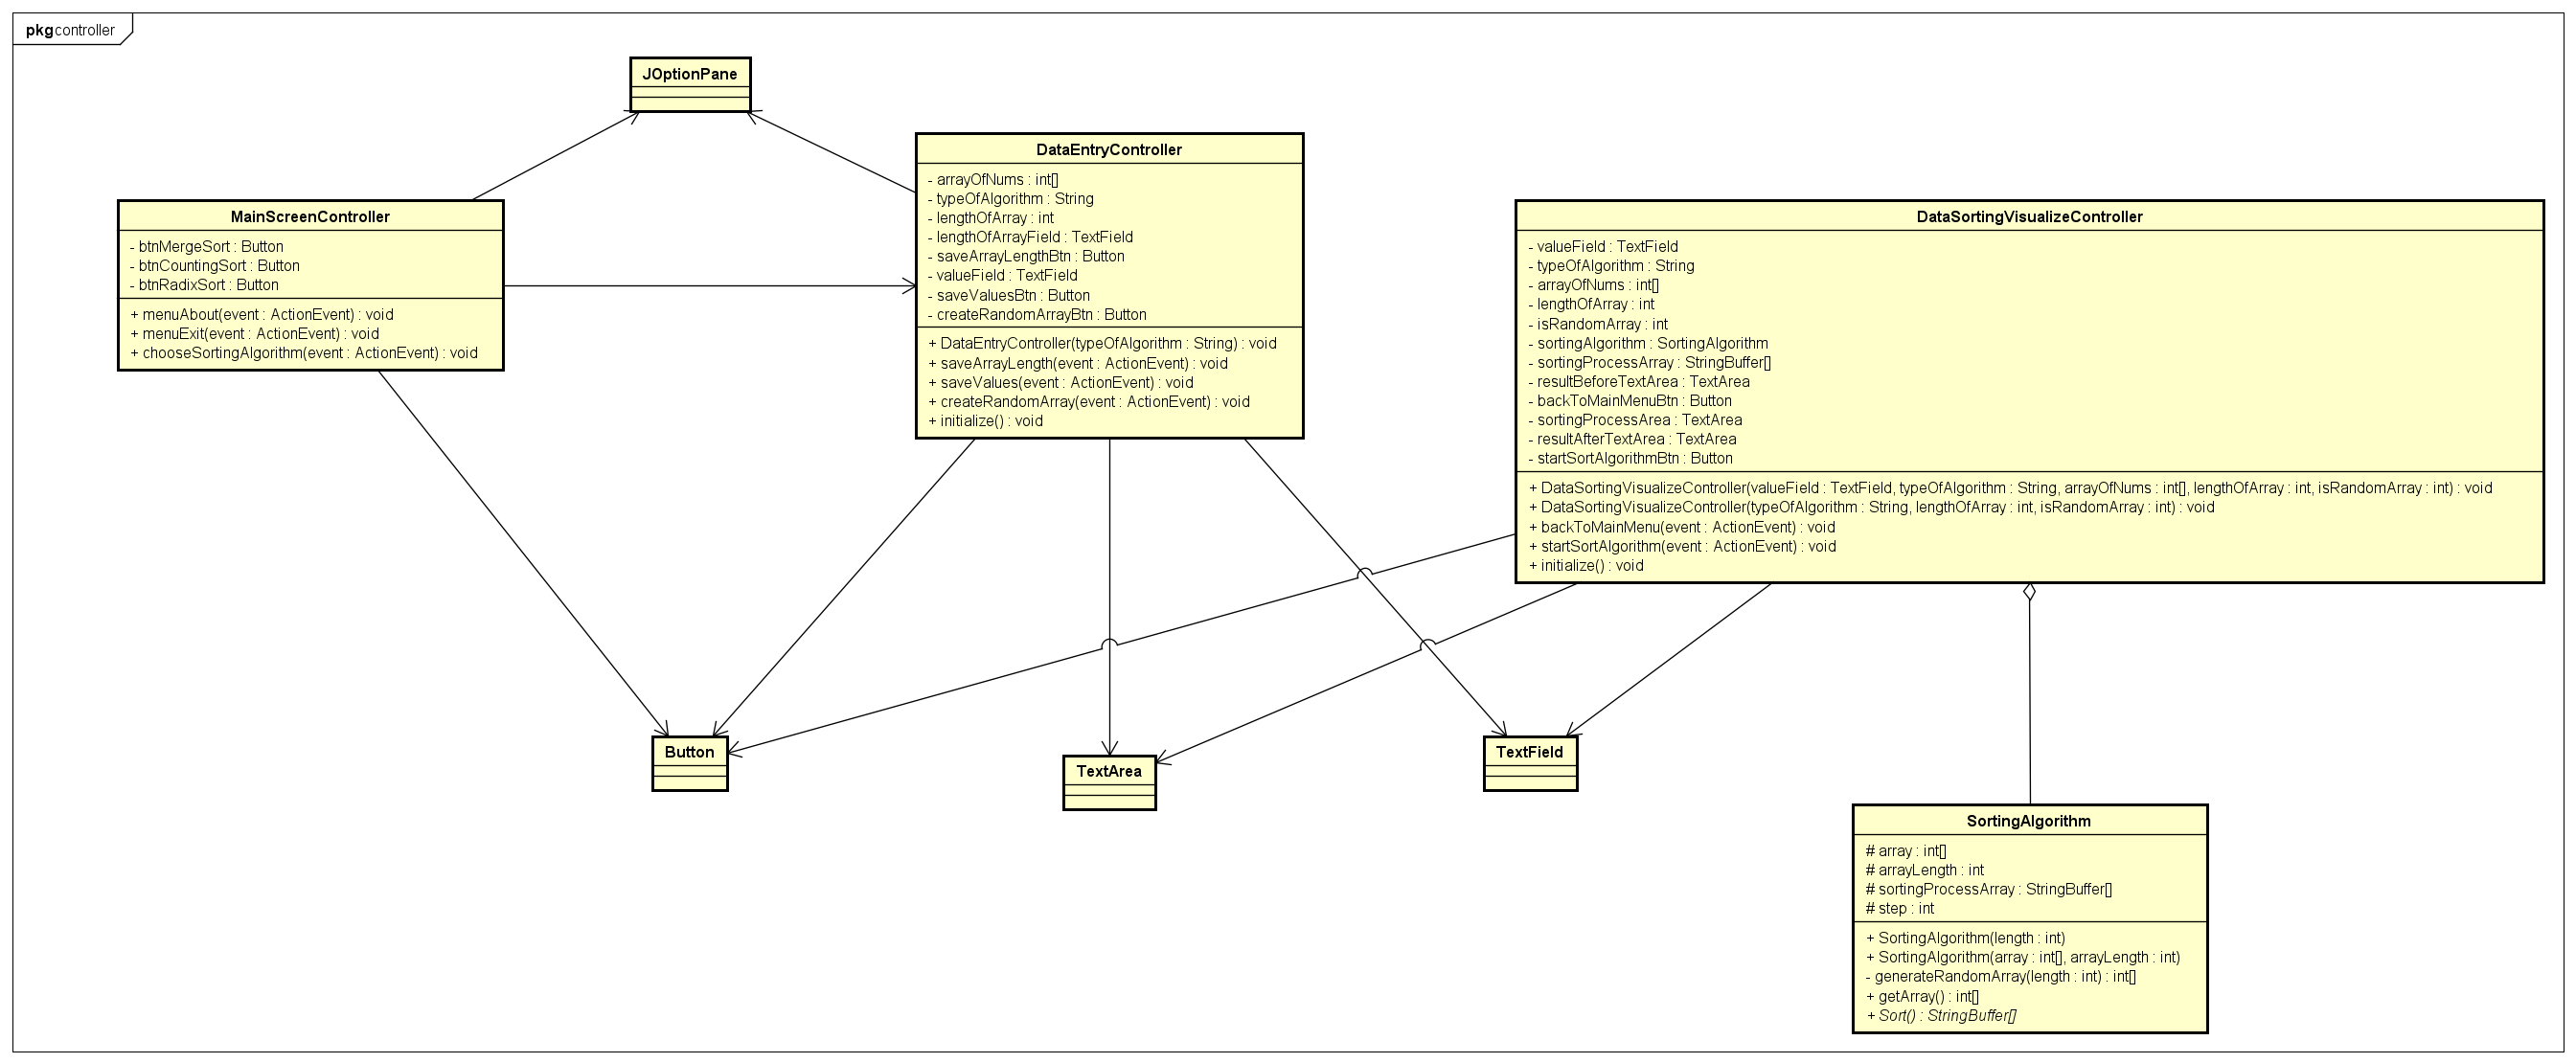 pkg controller
JOptionPane
DataEntryController
- arrayOfNums : int[]
- typeOfAlgorithm : String
- lengthOfArray : int
- lengthOfArrayField : TextField
- saveArrayLengthBtn : Button
- valueField : TextField
- saveValuesBtn : Button
- createRandomArrayBtn : Button
+ DataEntryController(typeOfAlgorithm : String) : void
+ saveArrayLength(event : ActionEvent) : void
+ saveValues(event : ActionEvent) : void
+ createRandomArray(event : ActionEvent) : void
+ initialize() : void
MainScreenController
- btnMergeSort : Button
- btnCountingSort : Button
- btnRadixSort : Button
+ menuAbout(event : ActionEvent) : void
+ menuExit(event : ActionEvent) : void
+ chooseSortingAlgorithm(event : ActionEvent) : void
DataSortingVisualizeController
- valueField : TextField
- typeOfAlgorithm : String
- arrayOfNums : int[]
- lengthOfArray : int
- isRandomArray : int
- sortingAlgorithm : SortingAlgorithm
- sortingProcessArray : StringBuffer[]
- resultBeforeTextArea : TextArea
- backToMainMenuBtn : Button
- sortingProcessArea : TextArea
- resultAfterTextArea : TextArea
- startSortAlgorithmBtn : Button
+ DataSortingVisualizeController(valueField : TextField, typeOfAlgorithm : String, arrayOfNums : int[], lengthOfArray : int, isRandomArray : int) : void
+ DataSortingVisualizeController(typeOfAlgorithm : String, lengthOfArray : int, isRandomArray : int) : void
+ backToMainMenu(event : ActionEvent) : void
+ startSortAlgorithm(event : ActionEvent) : void
+ initialize() : void
Button
TextArea
TextField
SortingAlgorithm
# array : int[]
# arrayLength : int
# sortingProcessArray : StringBuffer[]
# step : int
+ SortingAlgorithm(length : int)
+ SortingAlgorithm(array : int[], arrayLength : int)
- generateRandomArray(length : int) : int[]
+ getArray() : int[]
+ Sort() : StringBuffer[]